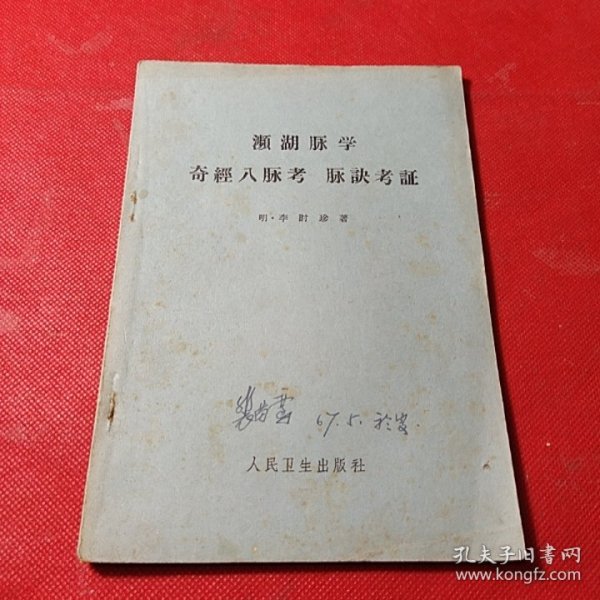 瀕湖脉学
奇經八脉考 脉訣考証
明·李时珍著
67.5.
人民卫生出版社
孔夫子旧书网
www.kongfz.com